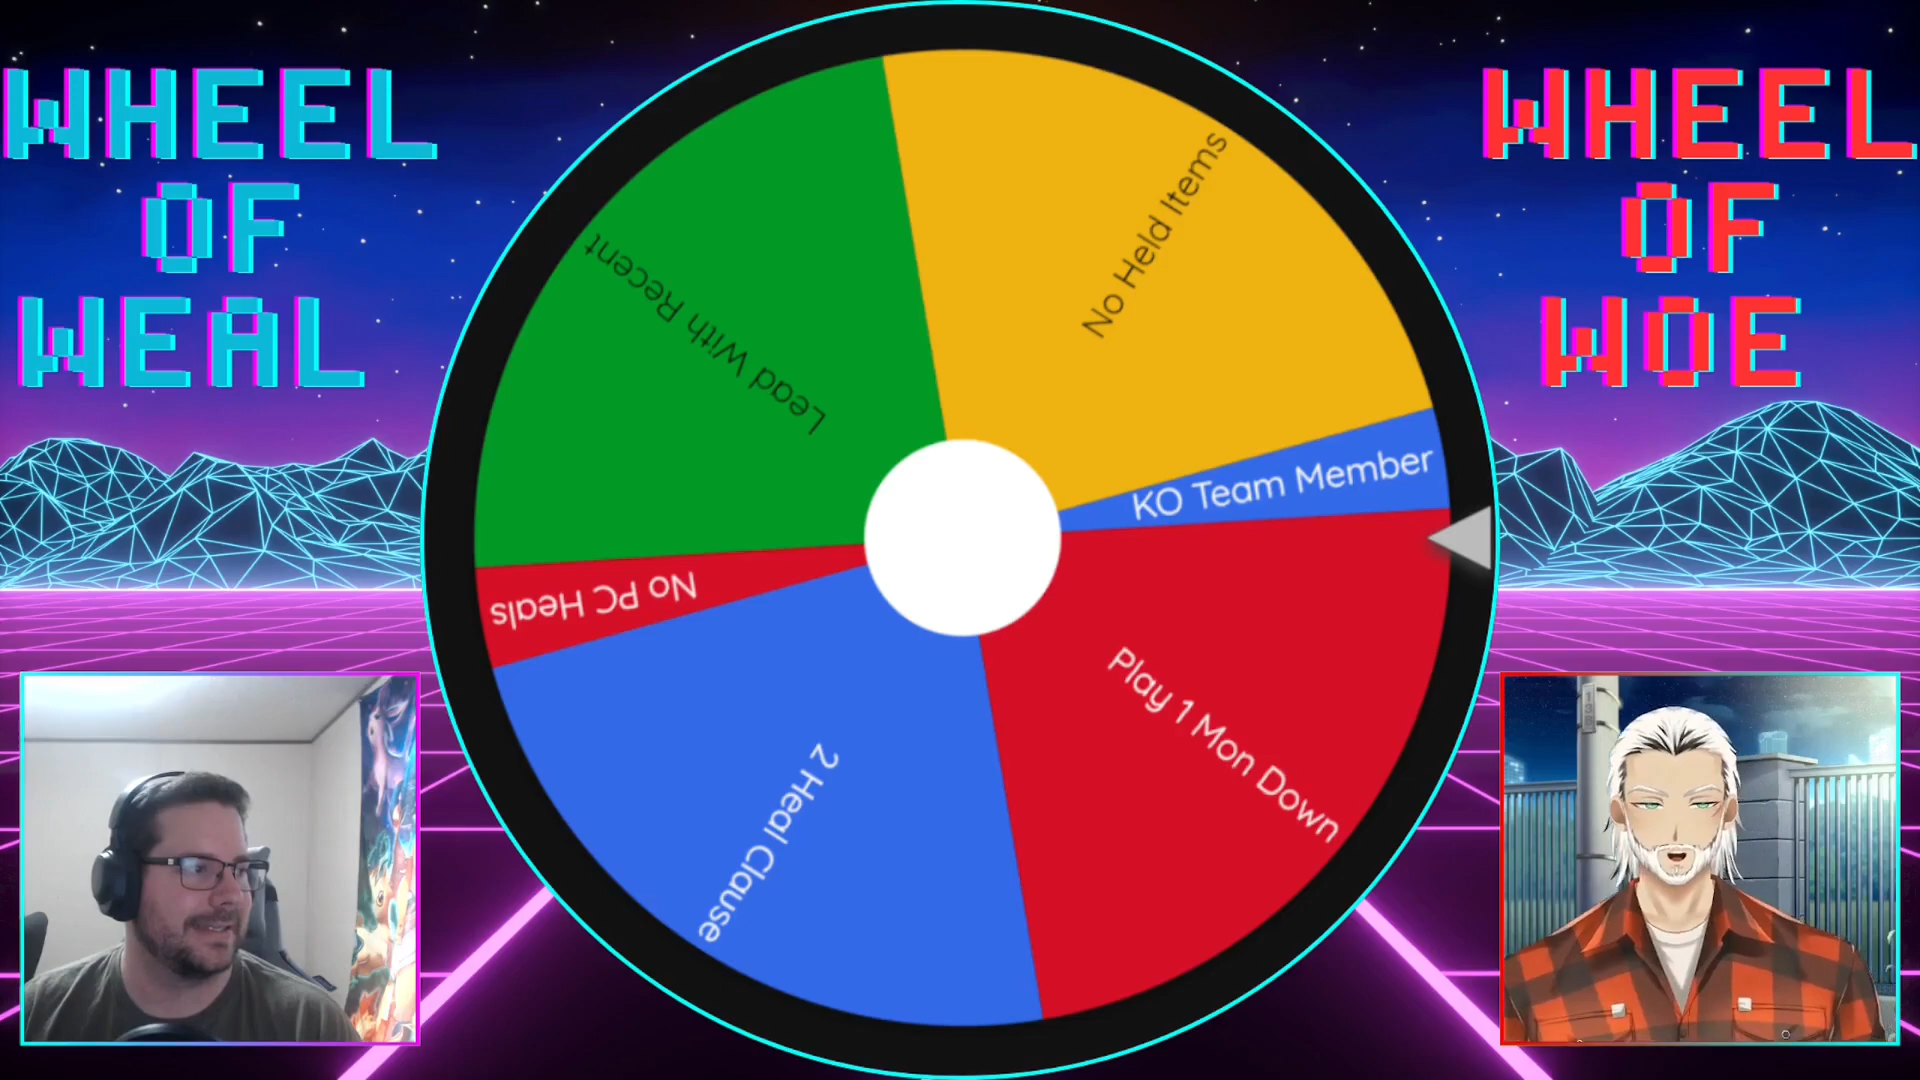 WHEEL
OF
WEAL
WHEEL
OF
WOE
No Held Items
KO Team Member
Play 1 Mon Down
2 Heal Clause
No PC Heals
Lead With Recent